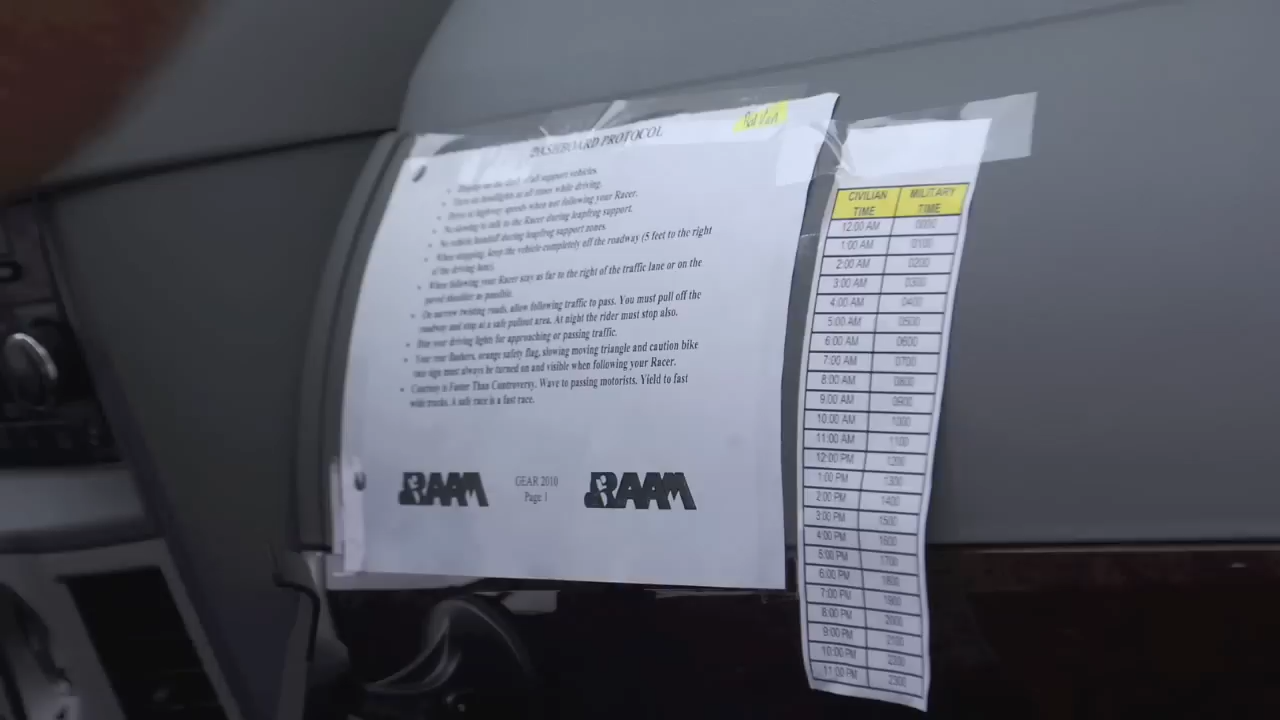 DASHBOARD PROTOCOL
Display on the dash of all support vehicles.
Turn on headlights at all times while driving.
Drive at highway speeds when not following your Racer.
No slowing to talk to the Racer during leapfrog support.
No vehicle handoff during leapfrog support zones.
When stopping, keep the vehicle completely off the roadway (5 feet to the right
of the driving lane).
When following your Racer stay as far to the right of the traffic lane or on the
paved shoulder as possible.
On narrow twisting roads, allow following traffic to pass. You must pull off the
roadway and stop at a safe pullout area. At night the rider must stop also.
Dim your driving lights for approaching or passing traffic.
Your rear flashers, orange safety flag, slowing moving triangle and caution bike
race sign must always be turned on and visible when following your Racer.
Courtesy is Faster Than Controversy. Wave to passing motorists. Yield to fast
wide trucks. A safe race is a fast race.
RAAM GEAR 2010 RAAM
Page 1
CIVILIAN TIME MILITARY TIME
12:00 AM 0000
1:00 AM 0100
2:00 AM 0200
3:00 AM 0300
4:00 AM 0400
5:00 AM 0500
6:00 AM 0600
7:00 AM 0700
8:00 AM 0800
9:00 AM 0900
10:00 AM 1000
11:00 AM 1100
12:00 PM 1200
1:00 PM 1300
2:00 PM 1400
3:00 PM 1500
4:00 PM 1600
5:00 PM 1700
6:00 PM 1800
7:00 PM 1900
8:00 PM 2000
9:00 PM 2100
10:00 PM 2200
11:00 PM 2300